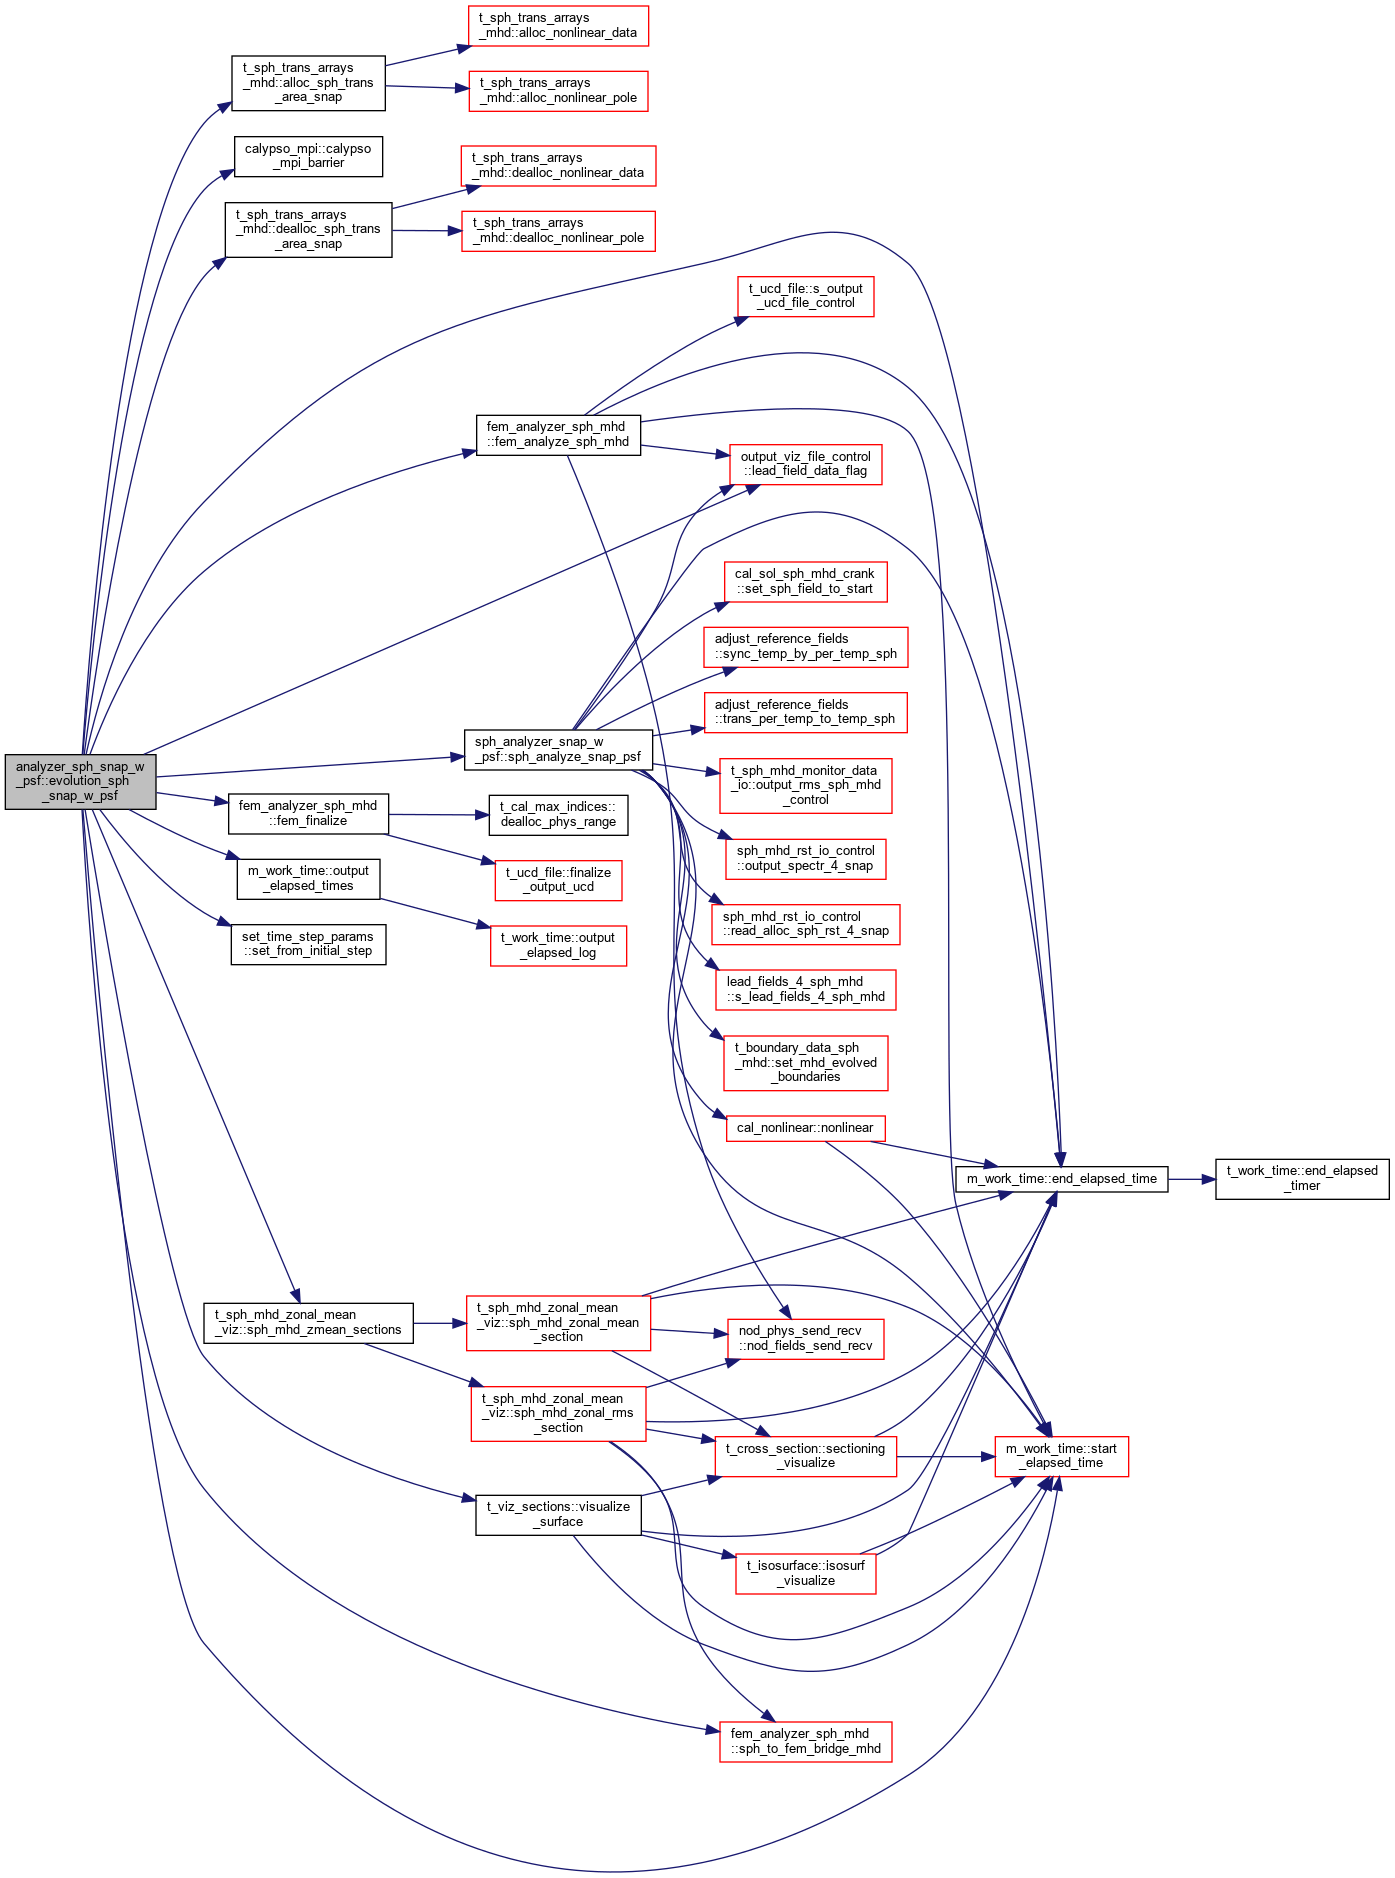 t_sph_trans_arrays
_mhd::alloc_nonlinear_data
t_sph_trans_arrays
_mhd::alloc_sph_trans
_area_snap
t_sph_trans_arrays
_mhd::alloc_nonlinear_pole
calypso_mpi::calypso
_mpi_barrier
t_sph_trans_arrays
_mhd::dealloc_nonlinear_data
t_sph_trans_arrays
_mhd::dealloc_sph_trans
_area_snap
t_sph_trans_arrays
_mhd::dealloc_nonlinear_pole
t_ucd_file::s_output
_ucd_file_control
fem_analyzer_sph_mhd
::fem_analyze_sph_mhd
output_viz_file_control
::lead_field_data_flag
cal_sol_sph_mhd_crank
::set_sph_field_to_start
adjust_reference_fields
::sync_temp_by_per_temp_sph
adjust_reference_fields
::trans_per_temp_to_temp_sph
sph_analyzer_snap_w
_psf::sph_analyze_snap_psf
analyzer_sph_snap_w
_psf::evolution_sph
_snap_w_psf
t_sph_mhd_monitor_data
_io::output_rms_sph_mhd
_control
fem_analyzer_sph_mhd
::fem_finalize
t_cal_max_indices::
dealloc_phys_range
sph_mhd_rst_io_control
::output_spectr_4_snap
m_work_time::output
_elapsed_times
t_ucd_file::finalize
_output_ucd
sph_mhd_rst_io_control
::read_alloc_sph_rst_4_snap
set_time_step_params
::set_from_initial_step
t_work_time::output
_elapsed_log
lead_fields_4_sph_mhd
::s_lead_fields_4_sph_mhd
t_boundary_data_sph
_mhd::set_mhd_evolved
_boundaries
cal_nonlinear::nonlinear
m_work_time::end_elapsed_time
t_work_time::end_elapsed
_timer
t_sph_mhd_zonal_mean
_viz::sph_mhd_zmean_sections
t_sph_mhd_zonal_mean
_viz::sph_mhd_zonal_mean
_section
nod_phys_send_recv
::nod_fields_send_recv
t_sph_mhd_zonal_mean
_viz::sph_mhd_zonal_rms
_section
t_cross_section::sectioning
_visualize
m_work_time::start
_elapsed_time
t_viz_sections::visualize
_surface
t_isosurface::isosurf
_visualize
fem_analyzer_sph_mhd
::sph_to_fem_bridge_mhd